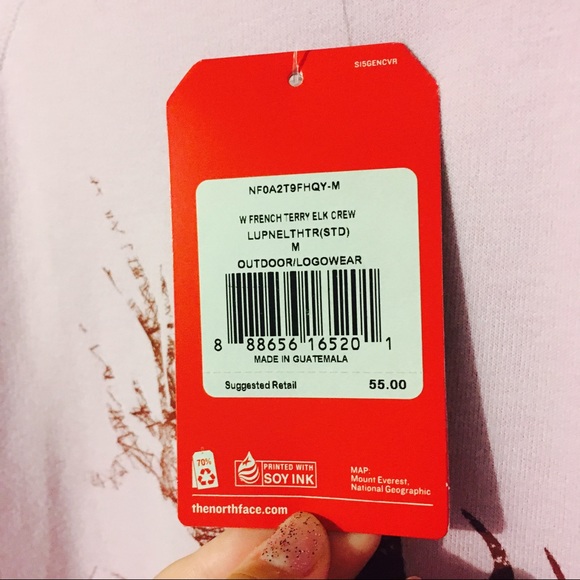 SI5GENCVR
NF0A2T9FHQY-M
W FRENCH TERRY ELK CREW
LUPNELTHTR(STD)
M
OUTDOOR/LOGOWEAR
8 88656 16520 1
MADE IN GUATEMALA
Suggested Retail 55.00
70%
PRINTED WITH
SOY INK
MAP:
Mount Everest,
National Geographic
thenorthface.com